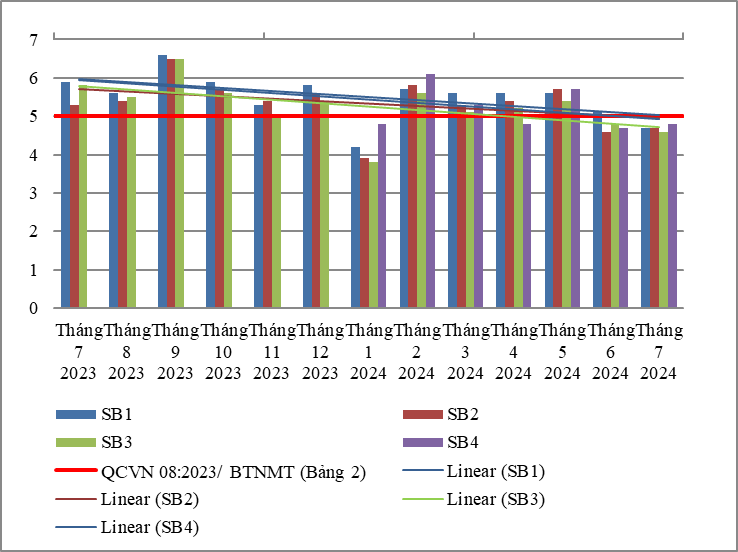 7
6
5
4
3
2
1
0
Tháng Tháng Tháng Tháng Tháng Tháng Tháng Tháng Tháng Tháng Tháng Tháng Tháng
7 8 9 10 11 12 1 2 3 4 5 6 7
2023 2023 2023 2023 2023 2023 2024 2024 2024 2024 2024 2024 2024
SB1 SB2
SB3 SB4
QCVN 08:2023/ BTNMT (Bảng 2) Linear (SB1)
Linear (SB2) Linear (SB3)
Linear (SB4)